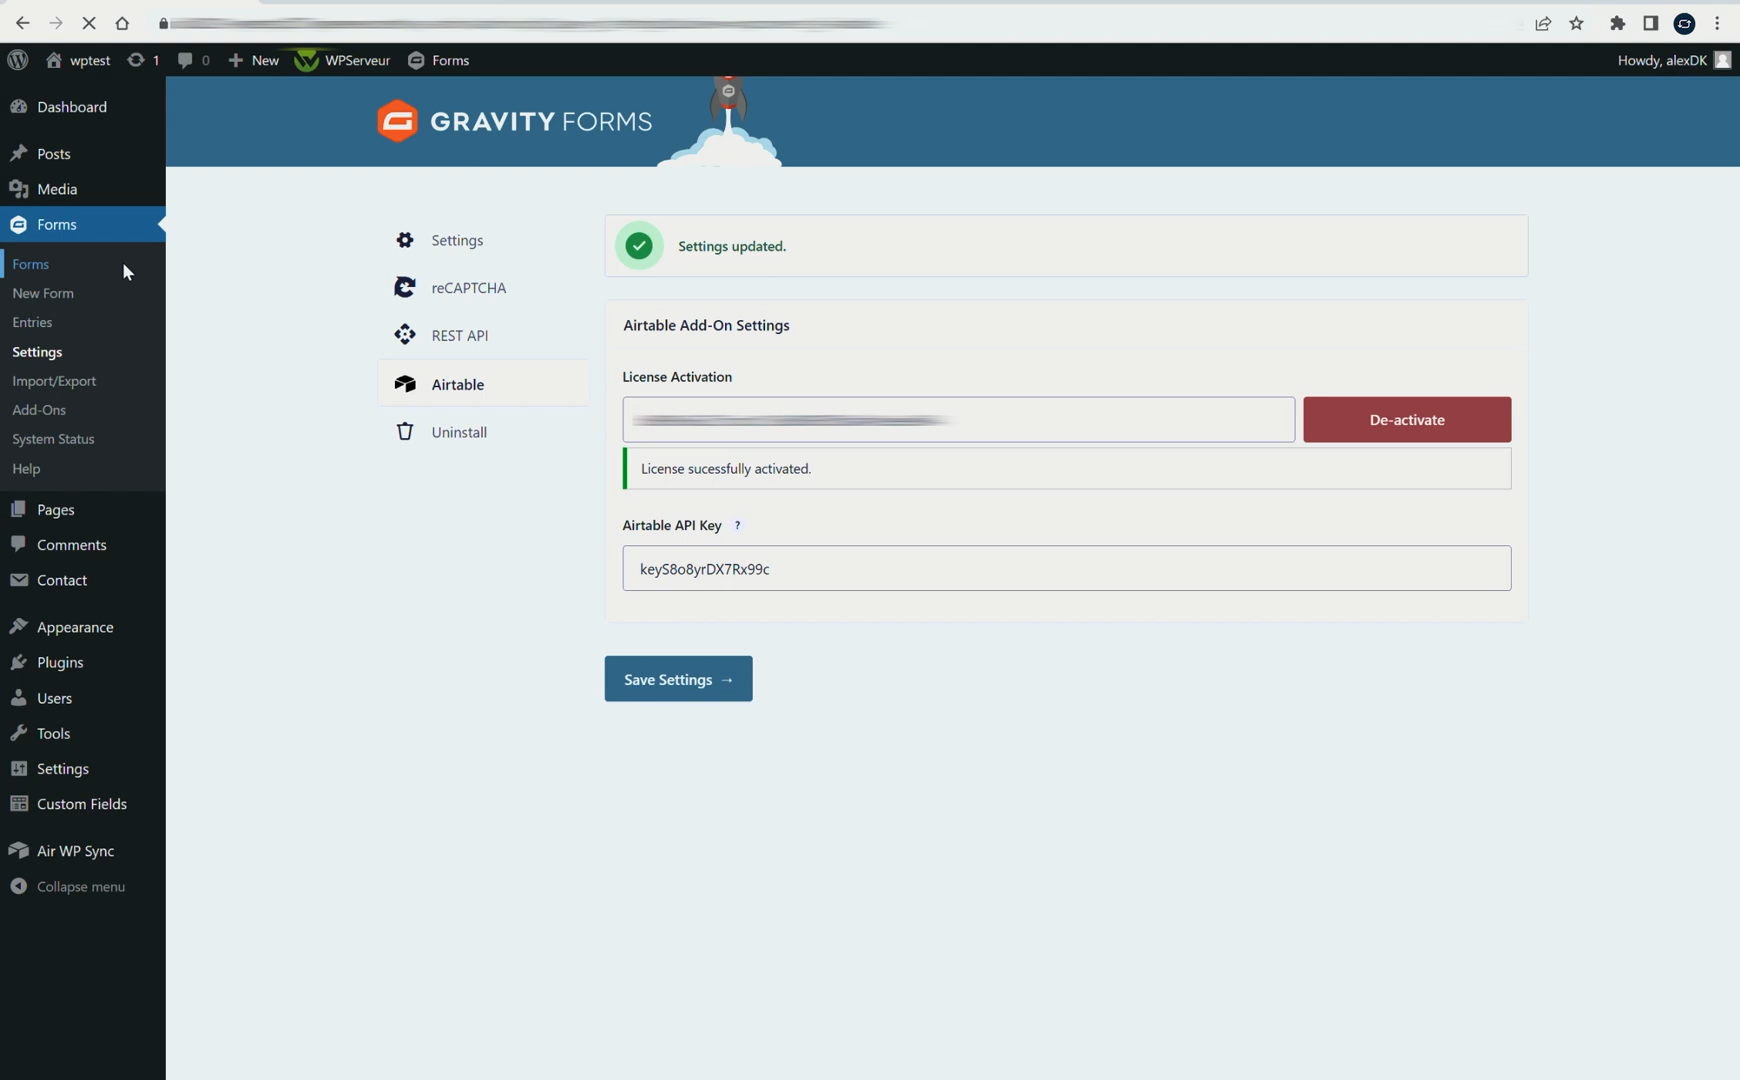 wptest
1
0
New
WPServeur
Forms
Howdy, alexDK
Dashboard
Posts
Media
Forms
Forms
New Form
Entries
Settings
Import/Export
Add-Ons
System Status
Help
Pages
Comments
Contact
Appearance
Plugins
Users
Tools
Settings
Custom Fields
Air WP Sync
Collapse menu
GRAVITY FORMS
Settings
reCAPTCHA
REST API
Airtable
Uninstall
Settings updated.
Airtable Add-On Settings
License Activation
De-activate
License sucessfully activated.
Airtable API Key ?
keyS8o8yrDX7Rx99c
Save Settings →